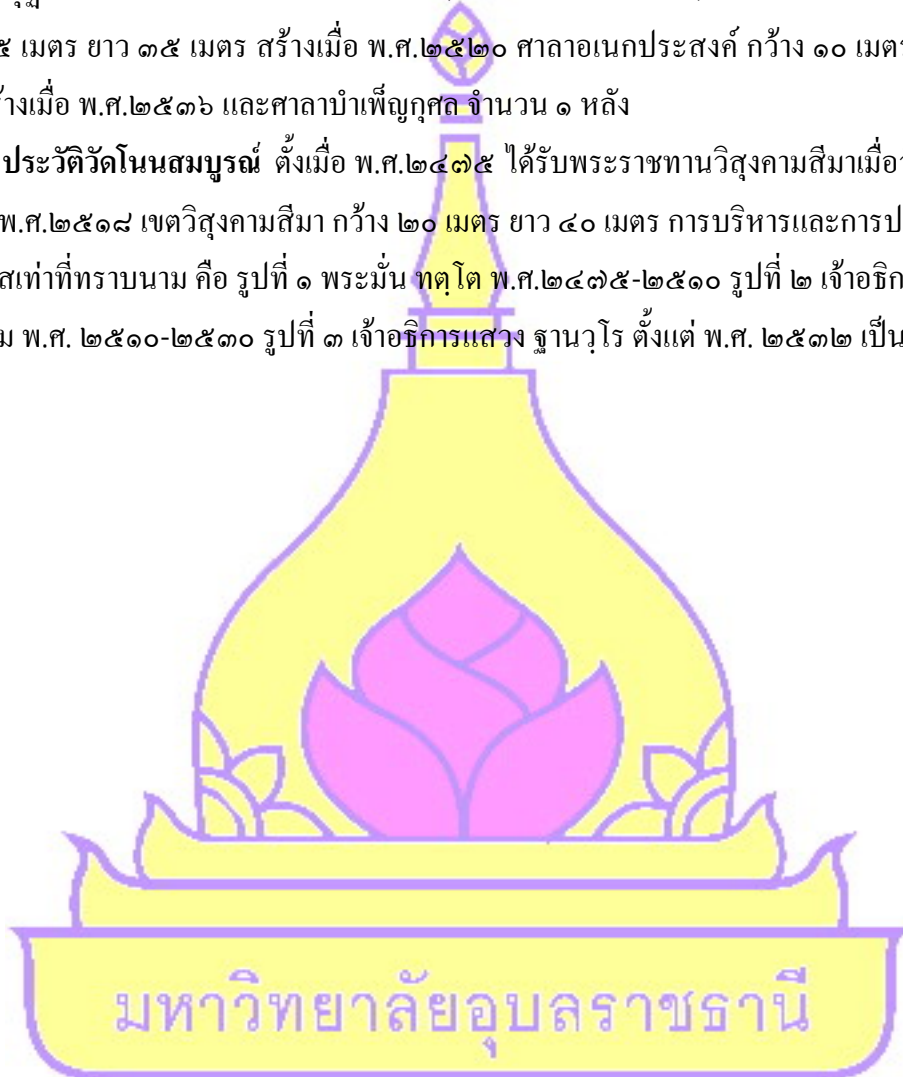 ๕ เมตร ยาว ๓๕ เมตร สร้างเมื่อ พ.ศ.๒๕๒๐ ศาลาอเนกประสงค์ กว้าง ๑๐ เมตร
ร้างเมื่อ พ.ศ.๒๕๓๖ และศาลาบำเพ็ญกุศล จำนวน ๑ หลัง
ประวัติวัดโนนสมบูรณ์ ตั้งเมื่อ พ.ศ.๒๔๗๕ ได้รับพระราชทานวิสุงคามสีมาเมื่อ
พ.ศ.๒๕๑๘ เขตวิสุงคามสีมา กว้าง ๒๐ เมตร ยาว ๔๐ เมตร การบริหารและการป
สเท่าที่ทราบนาม คือ รูปที่ ๑ พระมั่น ทตฺโต พ.ศ.๒๔๗๕-๒๕๑๐ รูปที่ ๒ เจ้าอธิก
ม พ.ศ. ๒๕๑๐-๒๕๓๐ รูปที่ ๓ เจ้าอธิการแสวง ฐานวฺโร ตั้งแต่ พ.ศ. ๒๕๓๒ เป็น
มหาวิทยาลัยอุบลราชธานี